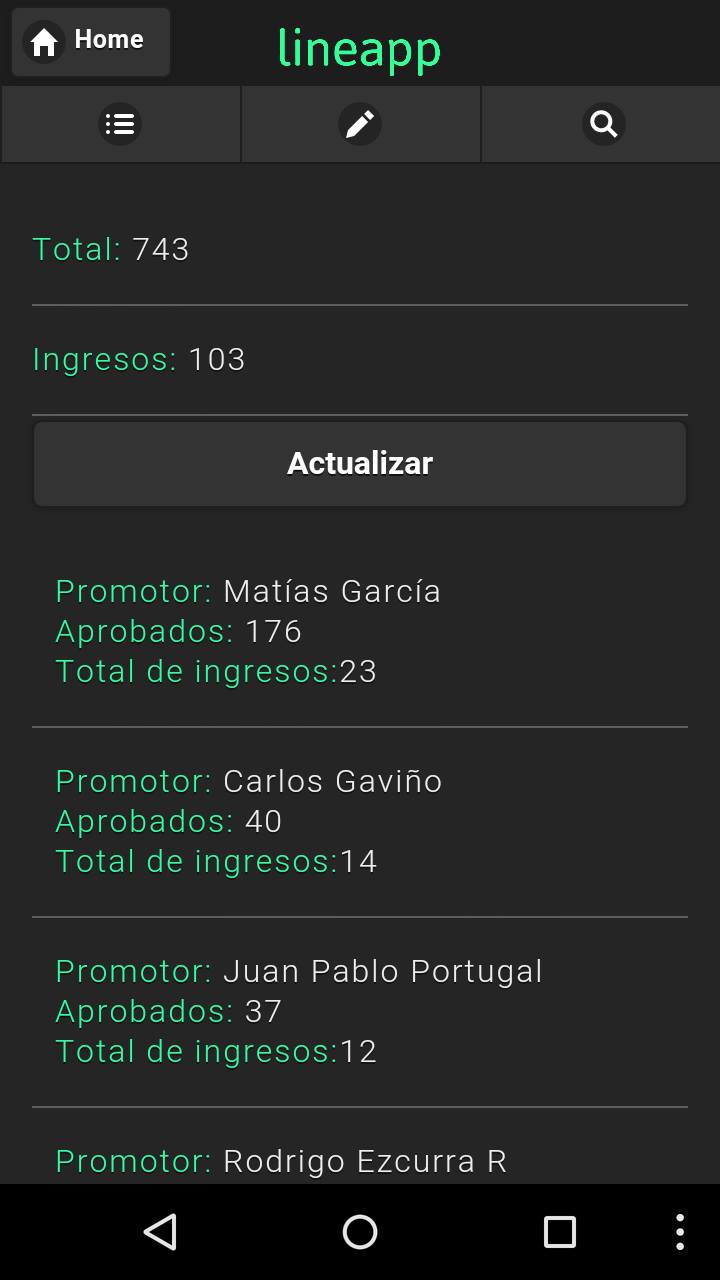 Home
lineapp
Total: 743
Ingresos: 103
Actualizar
Promotor: Matías García
Aprobados: 176
Total de ingresos:23
Promotor: Carlos Gaviño
Aprobados: 40
Total de ingresos:14
Promotor: Juan Pablo Portugal
Aprobados: 37
Total de ingresos:12
Promotor: Rodrigo Ezcurra R